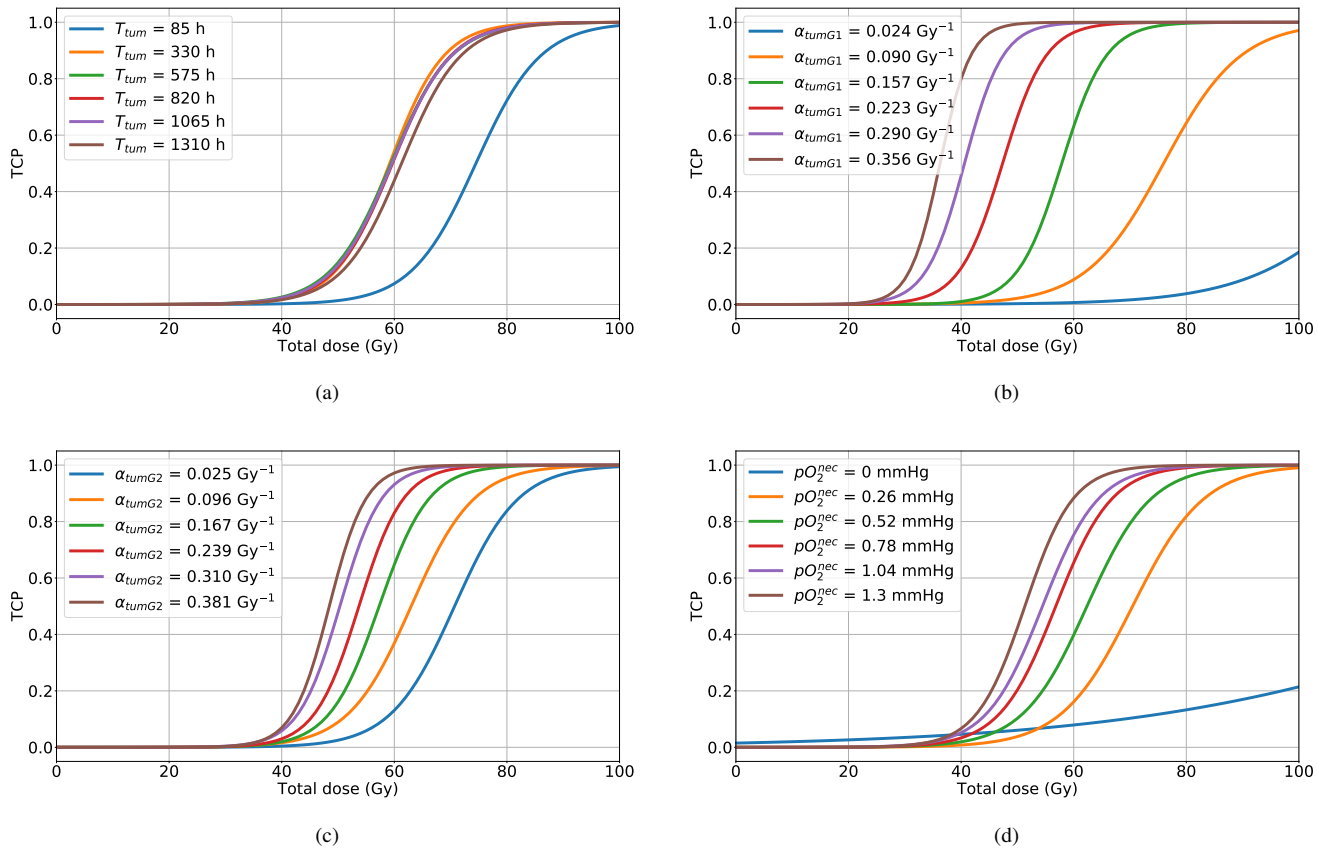 1.0
0.8
0.6
0.4
0.2
0.0
TCP
T_tum = 85 h
T_tum = 330 h
T_tum = 575 h
T_tum = 820 h
T_tum = 1065 h
T_tum = 1310 h
0 20 40 60 80 100
Total dose (Gy)
(a)
1.0
0.8
0.6
0.4
0.2
0.0
TCP
α_tumG1 = 0.024 Gy⁻¹
α_tumG1 = 0.090 Gy⁻¹
α_tumG1 = 0.157 Gy⁻¹
α_tumG1 = 0.223 Gy⁻¹
α_tumG1 = 0.290 Gy⁻¹
α_tumG1 = 0.356 Gy⁻¹
0 20 40 60 80 100
Total dose (Gy)
(b)
1.0
0.8
0.6
0.4
0.2
0.0
TCP
α_tumG2 = 0.025 Gy⁻¹
α_tumG2 = 0.096 Gy⁻¹
α_tumG2 = 0.167 Gy⁻¹
α_tumG2 = 0.239 Gy⁻¹
α_tumG2 = 0.310 Gy⁻¹
α_tumG2 = 0.381 Gy⁻¹
0 20 40 60 80 100
Total dose (Gy)
(c)
1.0
0.8
0.6
0.4
0.2
0.0
TCP
pO₂^nec = 0 mmHg
pO₂^nec = 0.26 mmHg
pO₂^nec = 0.52 mmHg
pO₂^nec = 0.78 mmHg
pO₂^nec = 1.04 mmHg
pO₂^nec = 1.3 mmHg
0 20 40 60 80 100
Total dose (Gy)
(d)